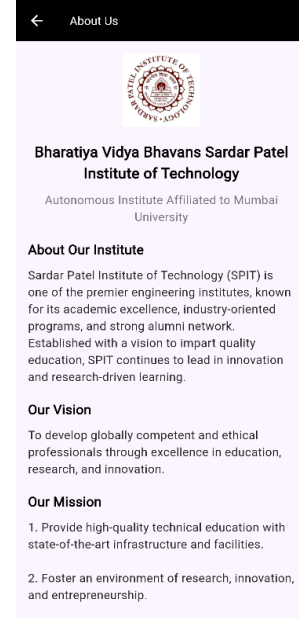 About Us
SARDAR PATEL INSTITUTE OF TECHNOLOGY
Bharatiya Vidya Bhavans Sardar Patel
Institute of Technology
Autonomous Institute Affiliated to Mumbai
University
About Our Institute
Sardar Patel Institute of Technology (SPIT) is
one of the premier engineering institutes, known
for its academic excellence, industry-oriented
programs, and strong alumni network.
Established with a vision to impart quality
education, SPIT continues to lead in innovation
and research-driven learning.
Our Vision
To develop globally competent and ethical
professionals through excellence in education,
research, and innovation.
Our Mission
1. Provide high-quality technical education with
state-of-the-art infrastructure and facilities.
2. Foster an environment of research, innovation,
and entrepreneurship.